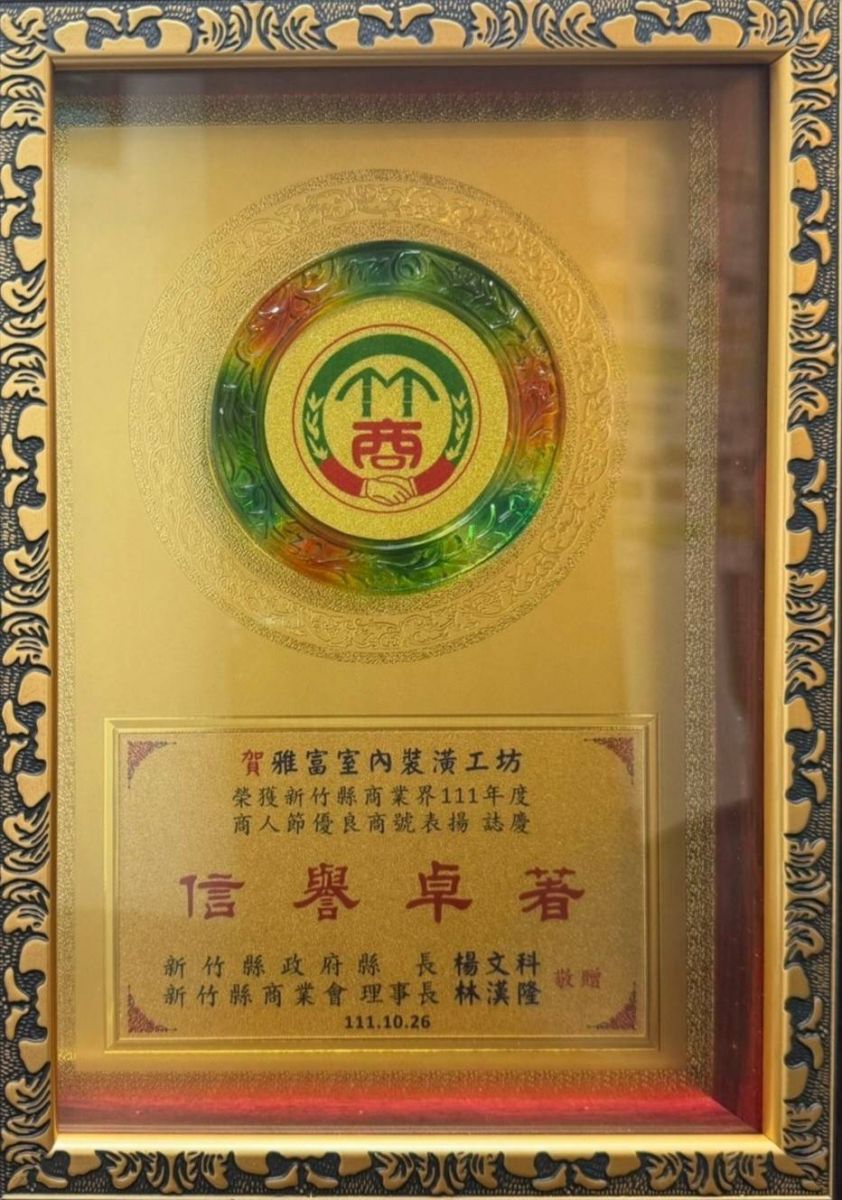 竹
商
賀 雅富室內裝潢工坊
榮獲新竹縣商業界111年度
商人節優良商號表揚 誌慶
信譽卓著
新竹縣政府縣 長 楊文科
新竹縣商業會理事長 林漢隆
敬贈
111.10.26